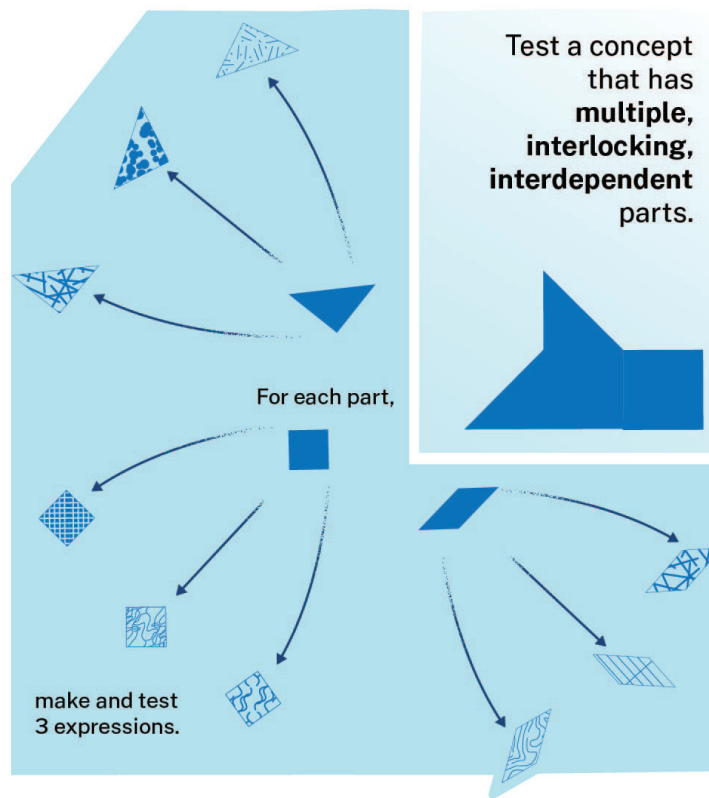 Test a concept
that has
multiple,
interlocking,
interdependent
parts.
For each part,
make and test
3 expressions.